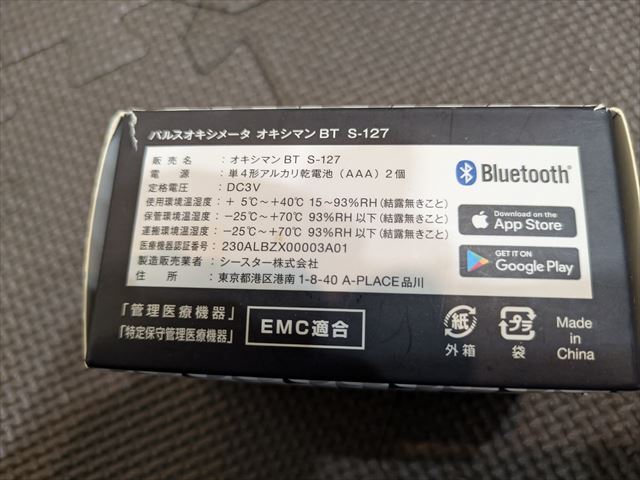 パルスオキシメータ オキシマン BT S-127
販売名 : オキシマン BT S-127
電源 : 単4形アルカリ乾電池（AAA）2個
定格電圧 : DC3V
使用環境温湿度 : + 5℃〜+40℃ 15〜93%RH（結露無きこと）
保管環境温湿度 : −25℃〜+70℃ 93%RH以下（結露無きこと）
運搬環境温湿度 : −25℃〜+70℃ 93%RH以下（結露無きこと）
医療機器認証番号 : 230ALBZX00003A01
製造販売業者 : シースター株式会社
住所 : 東京都港区港南 1-8-40 A-PLACE 品川
Bluetooth®
Download on the
App Store
GET IT ON
Google Play
「管理医療機器」
「特定保守管理医療機器」
EMC適合
紙
外箱
プラ
袋
Made in
China